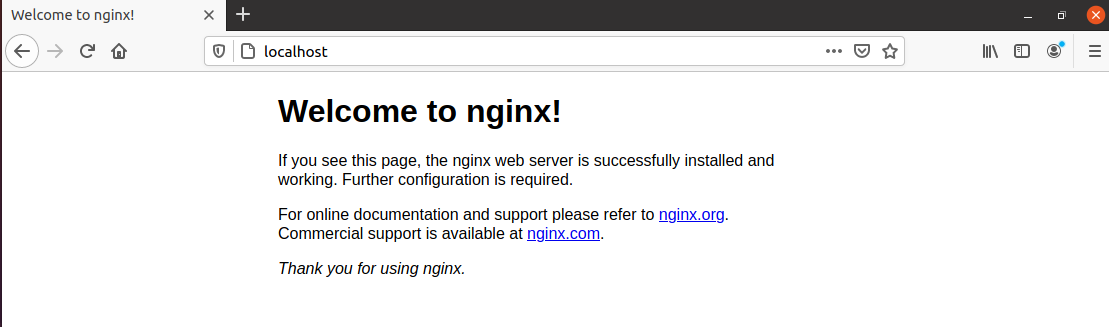 Welcome to nginx!
localhost
Welcome to nginx!
If you see this page, the nginx web server is successfully installed and
working. Further configuration is required.
For online documentation and support please refer to nginx.org.
Commercial support is available at nginx.com.
Thank you for using nginx.